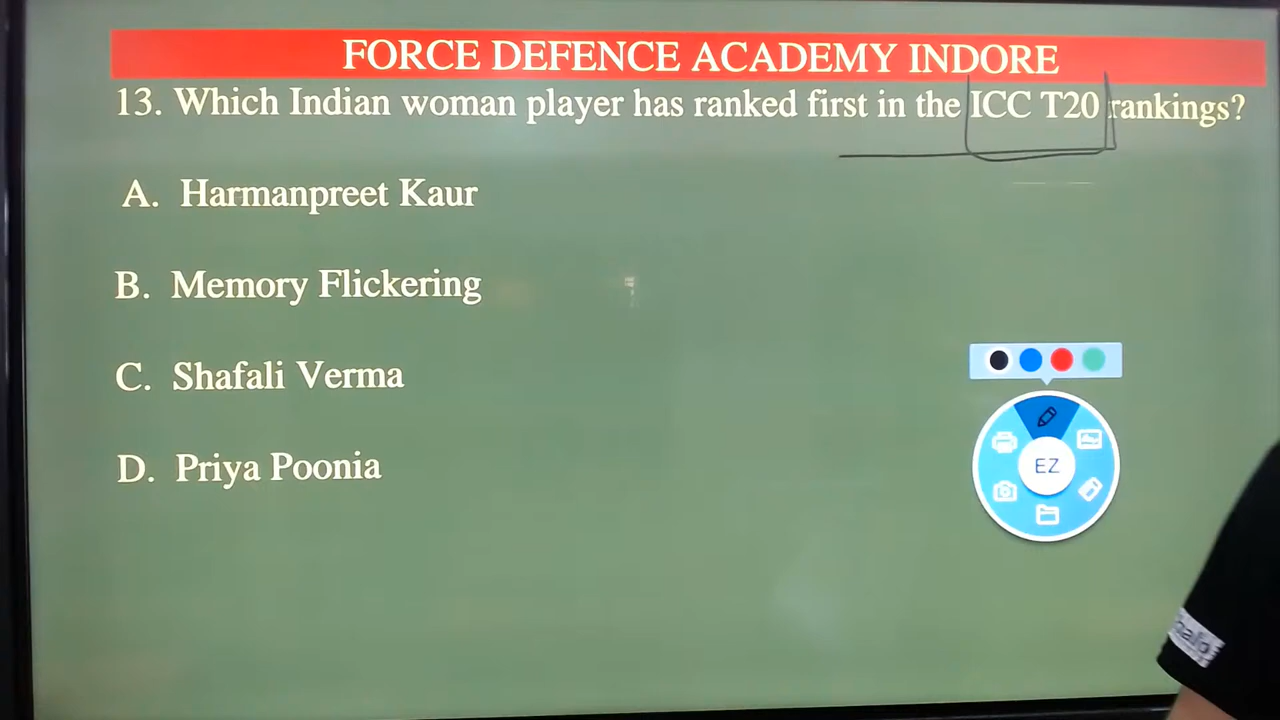 FORCE DEFENCE ACADEMY INDORE
13. Which Indian woman player has ranked first in the ICC T20 rankings?
A. Harmanpreet Kaur
B. Memory Flickering
C. Shafali Verma
D. Priya Poonia
EZ